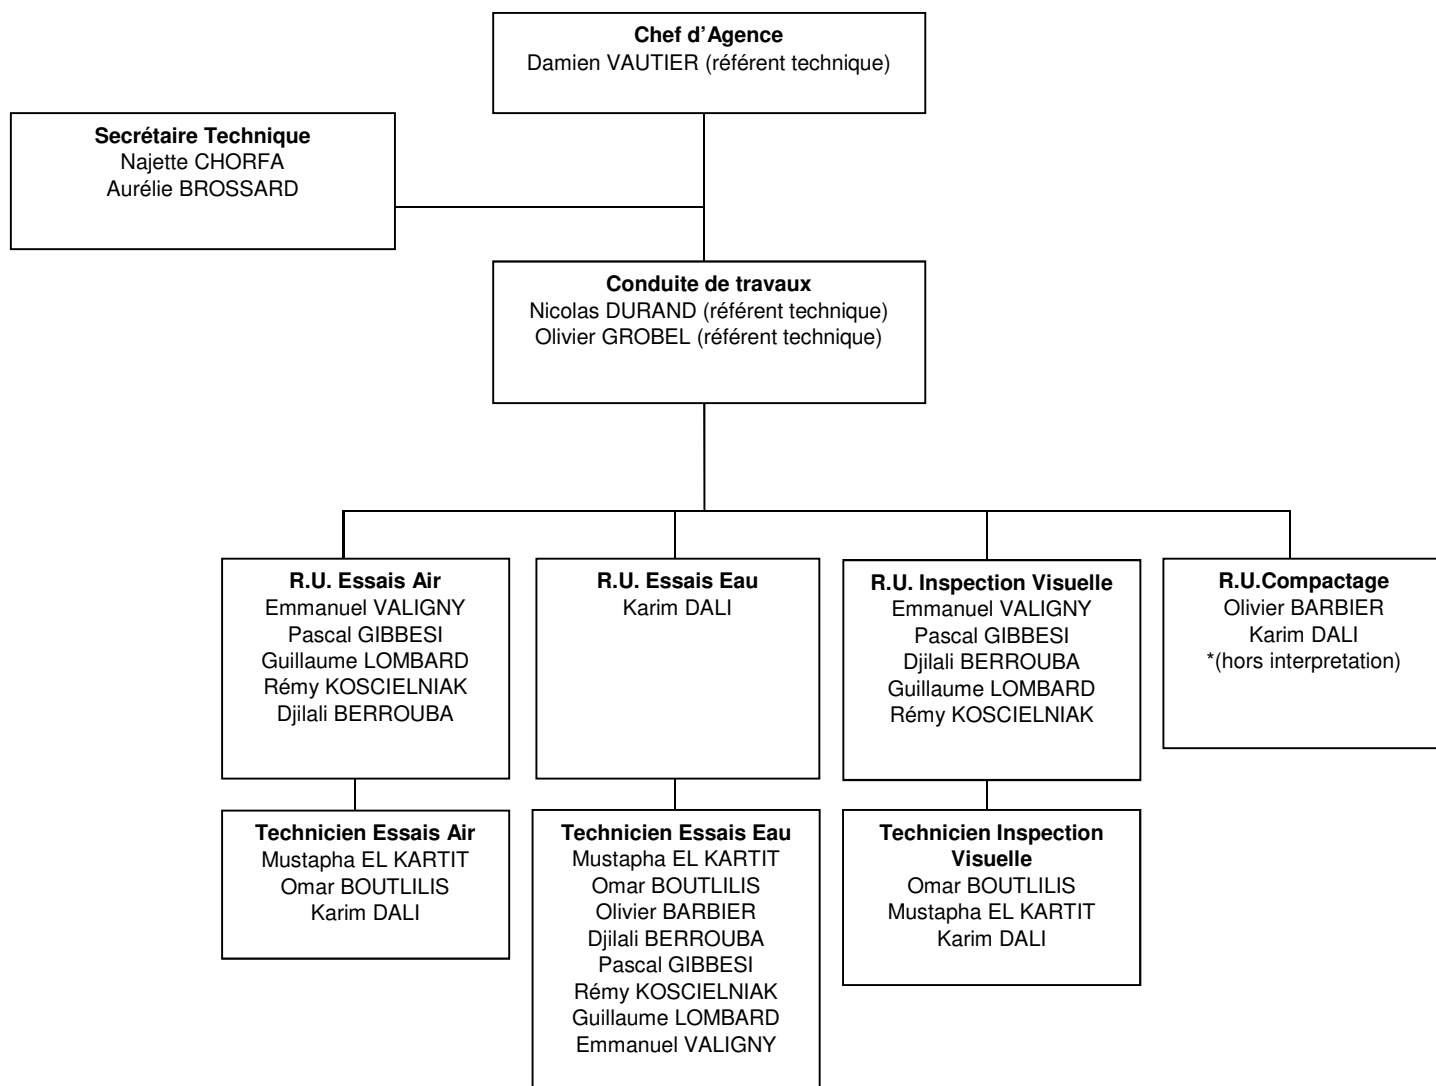 Chef d’Agence
Damien VAUTIER (référent technique)
Secrétaire Technique
Najette CHORFA
Aurélie BROSSARD
Conduite de travaux
Nicolas DURAND (référent technique)
Olivier GROBEL (référent technique)
R.U. Essais Air
Emmanuel VALIGNY
Pascal GIBBESI
Guillaume LOMBARD
Rémy KOSCIELNIAK
Djilali BERROUBA
R.U. Essais Eau
Karim DALI
R.U. Inspection Visuelle
Emmanuel VALIGNY
Pascal GIBBESI
Djilali BERROUBA
Guillaume LOMBARD
Rémy KOSCIELNIAK
R.U.Compactage
Olivier BARBIER
Karim DALI
*(hors interpretation)
Technicien Essais Air
Mustapha EL KARTIT
Omar BOUTLILIS
Karim DALI
Technicien Essais Eau
Mustapha EL KARTIT
Omar BOUTLILIS
Olivier BARBIER
Djilali BERROUBA
Pascal GIBBESI
Rémy KOSCIELNIAK
Guillaume LOMBARD
Emmanuel VALIGNY
Technicien Inspection
Visuelle
Omar BOUTLILIS
Mustapha EL KARTIT
Karim DALI